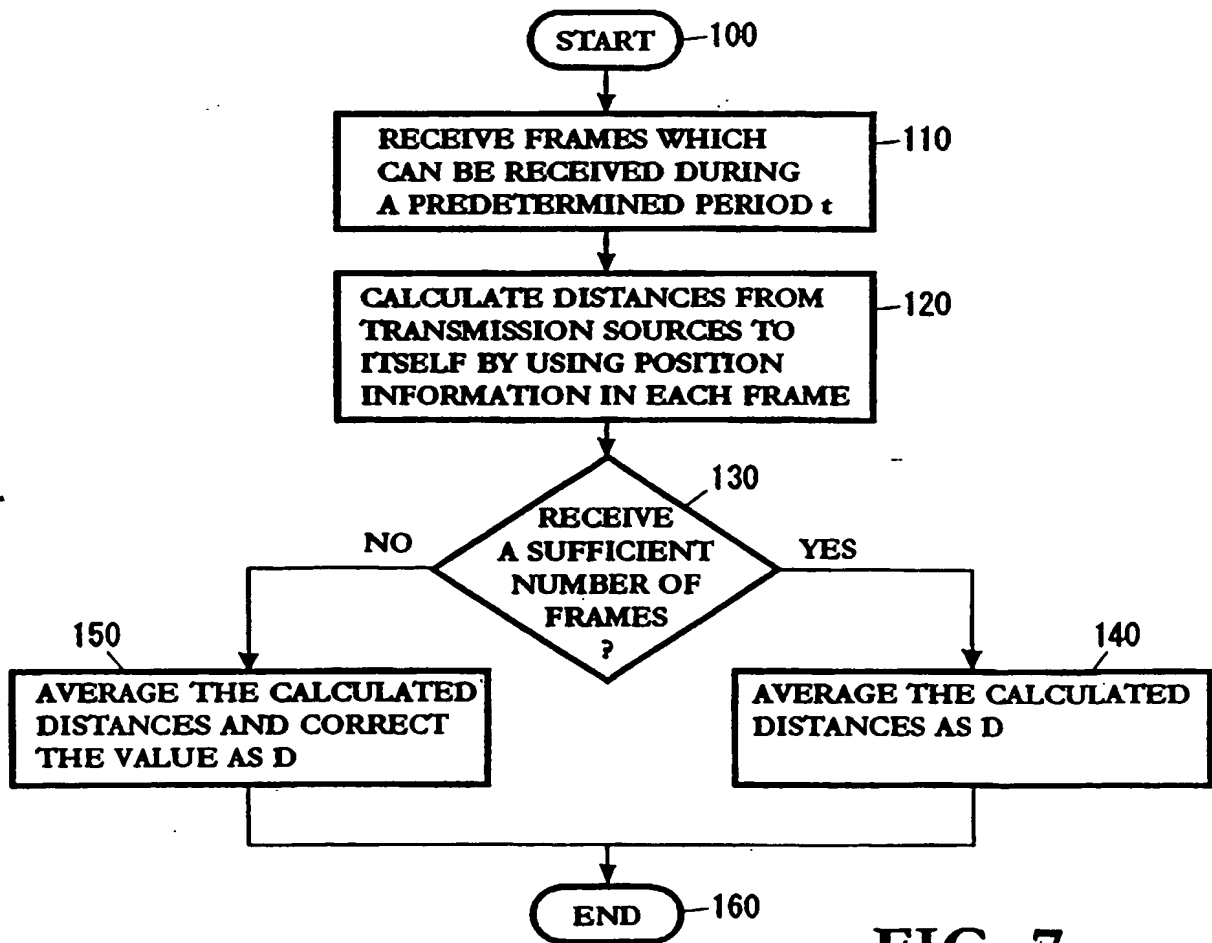 START
100
RECEIVE FRAMES WHICH
CAN BE RECEIVED DURING
A PREDETERMINED PERIOD t
110
CALCULATE DISTANCES FROM
TRANSMISSION SOURCES TO
ITSELF BY USING POSITION
INFORMATION IN EACH FRAME
120
130
RECEIVE
A SUFFICIENT
NUMBER OF
FRAMES
?
NO
YES
150
AVERAGE THE CALCULATED
DISTANCES AND CORRECT
THE VALUE AS D
140
AVERAGE THE CALCULATED
DISTANCES AS D
END
160
FIG. 7